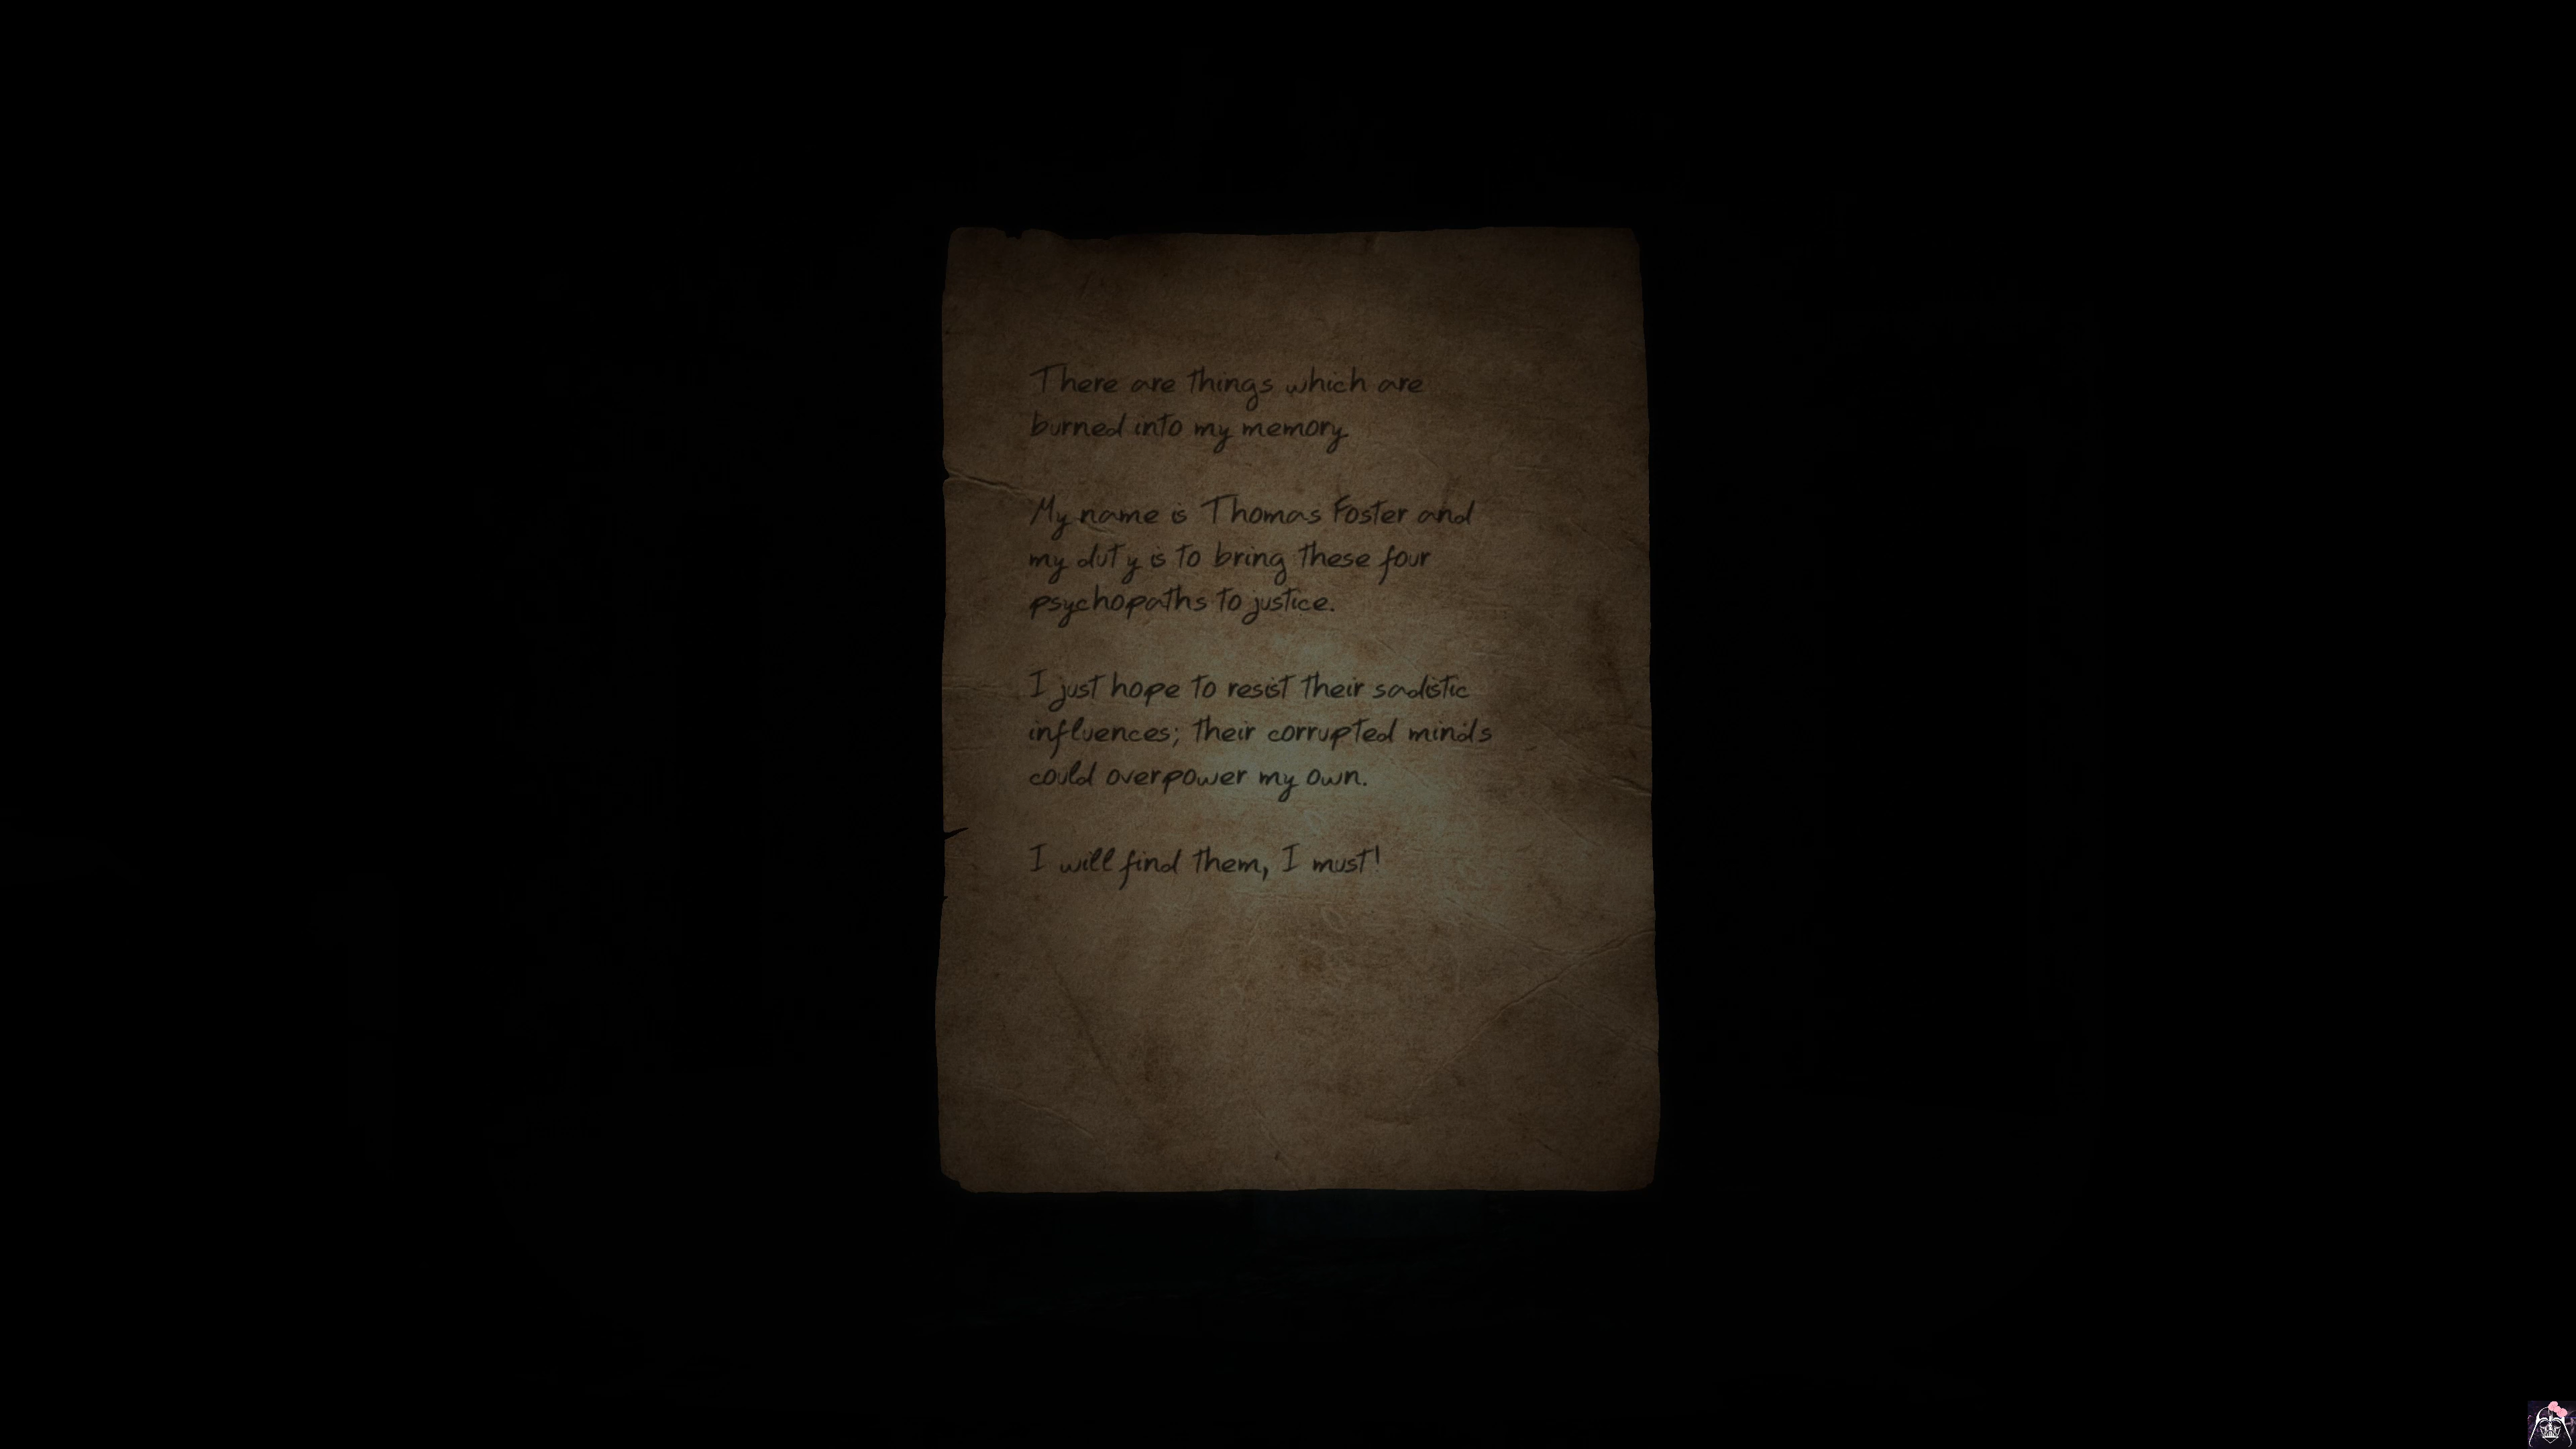 There are things which are
burned into my memory
My name is Thomas Foster and
my duty is to bring these four
psychopaths to justice.
I just hope to resist their sadistic
influences; their corrupted minds
could overpower my own.
I will find them, I must!